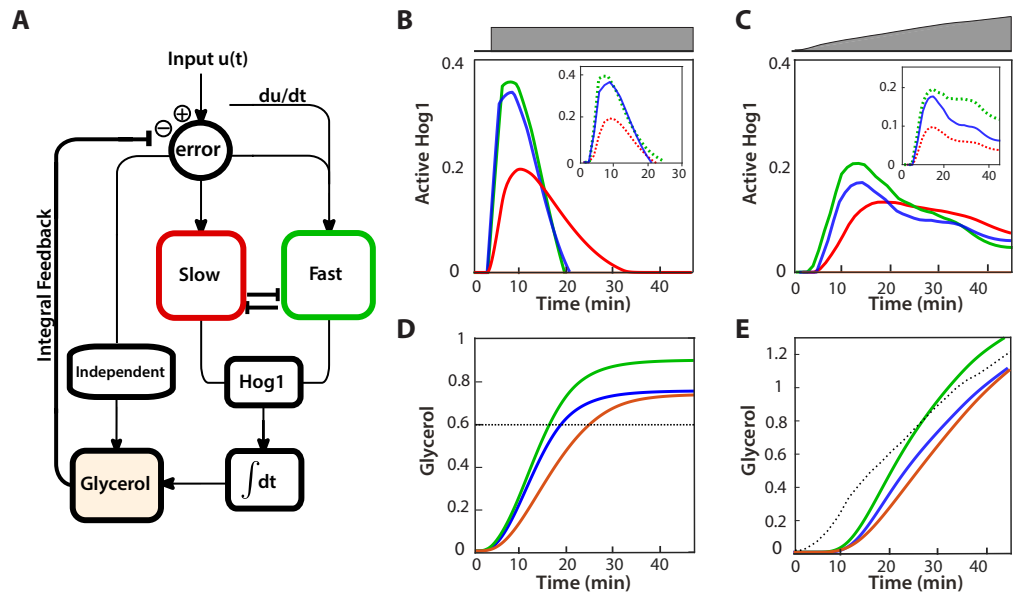 A
Input u(t)
du/dt
⊖ ⊕
error
Slow
Fast
Integral Feedback
Independent
Hog1
Glycerol
∫dt
B
0.4
0.2
0
Active Hog1
10 20 30 40
Time (min)
0.4
0.2
0
0 10 20 30
C
0.4
0.2
0
Active Hog1
0 10 20 30 40
Time (min)
0.2
0.1
0
0 20 40
D
1
0.8
0.6
0.4
0.2
0
Glycerol
0 10 20 30 40
Time (min)
E
1.2
1
0.8
0.6
0.4
0.2
0
Glycerol
0 10 20 30 40
Time (min)